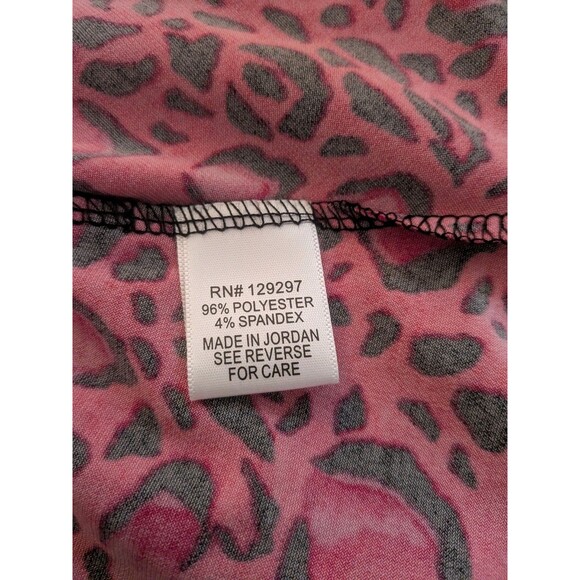 RN# 129297
96% POLYESTER
4% SPANDEX
MADE IN JORDAN
SEE REVERSE
FOR CARE